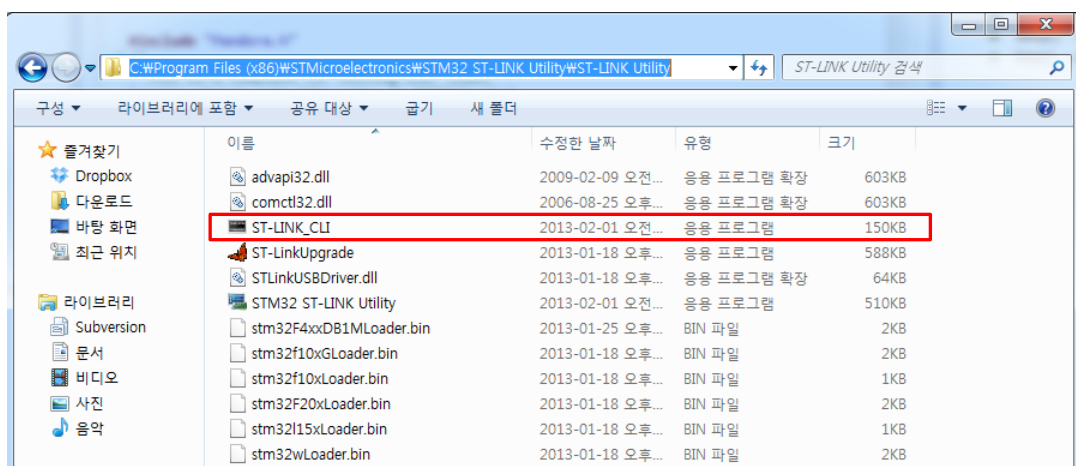 C:₩Program Files (x86)₩STMicroelectronics₩STM32 ST-LINK Utility₩ST-LINK Utility
ST-LINK Utility 검색
구성 라이브러리에 포함 공유 대상 굽기 새 폴더
즐겨찾기
Dropbox
다운로드
바탕 화면
최근 위치
라이브러리
Subversion
문서
비디오
사진
음악
이름 수정한 날짜 유형 크기
advapi32.dll 2009-02-09 오전... 응용 프로그램 확장 603KB
comctl32.dll 2006-08-25 오후... 응용 프로그램 확장 603KB
ST-LINK_CLI 2013-02-01 오전... 응용 프로그램 150KB
ST-LinkUpgrade 2013-01-18 오후... 응용 프로그램 588KB
STLinkUSBDriver.dll 2013-01-18 오후... 응용 프로그램 확장 64KB
STM32 ST-LINK Utility 2013-02-01 오전... 응용 프로그램 510KB
stm32F4xxDB1MLoader.bin 2013-01-25 오후... BIN 파일 2KB
stm32f10xGLoader.bin 2013-01-18 오후... BIN 파일 2KB
stm32f10xLoader.bin 2013-01-18 오후... BIN 파일 1KB
stm32F20xLoader.bin 2013-01-18 오후... BIN 파일 2KB
stm32l15xLoader.bin 2013-01-18 오후... BIN 파일 1KB
stm32wLoader.bin 2013-01-18 오후... BIN 파일 2KB